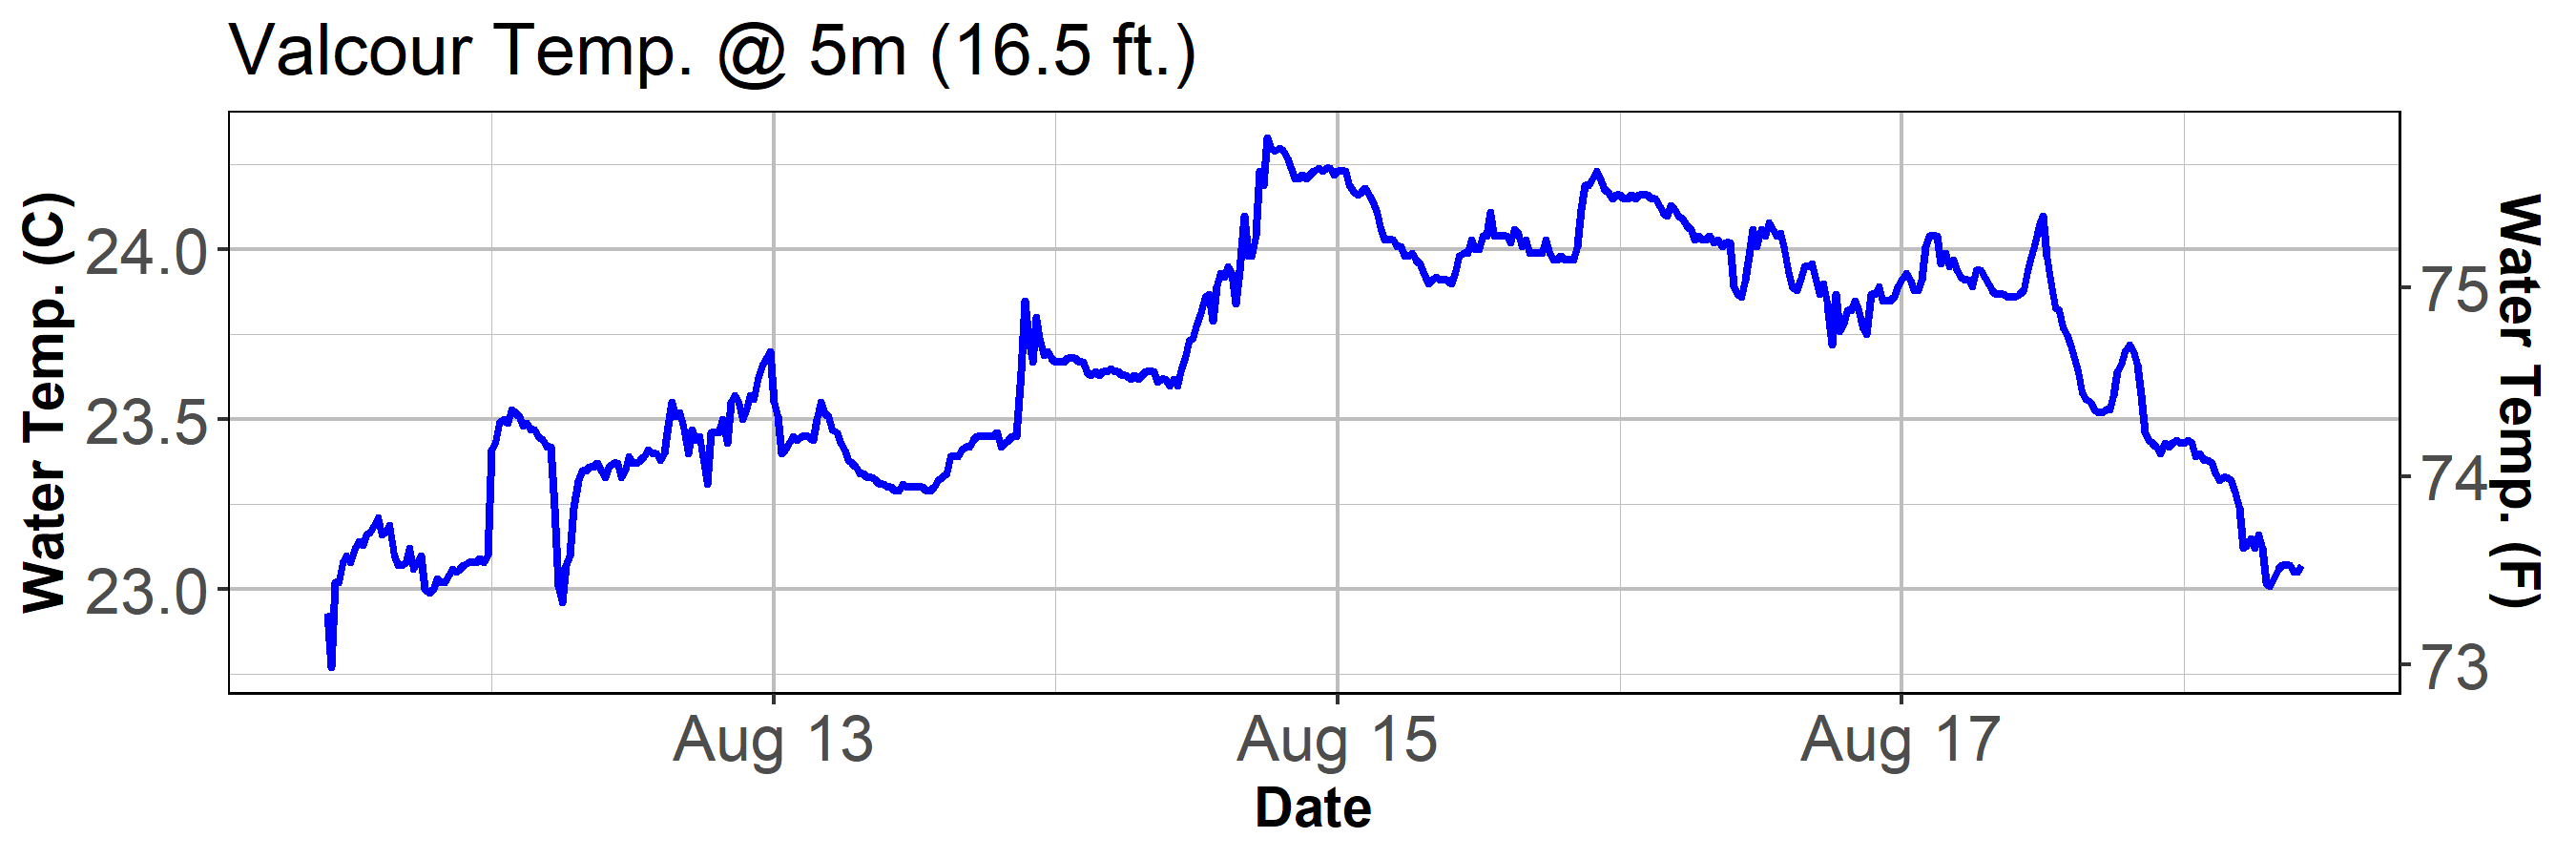 Valcour Temp. @ 5m (16.5 ft.)
Water Temp. (C)
24.0
23.5
23.0
75
74
73
Water Temp. (F)
Aug 13
Aug 15
Aug 17
Date